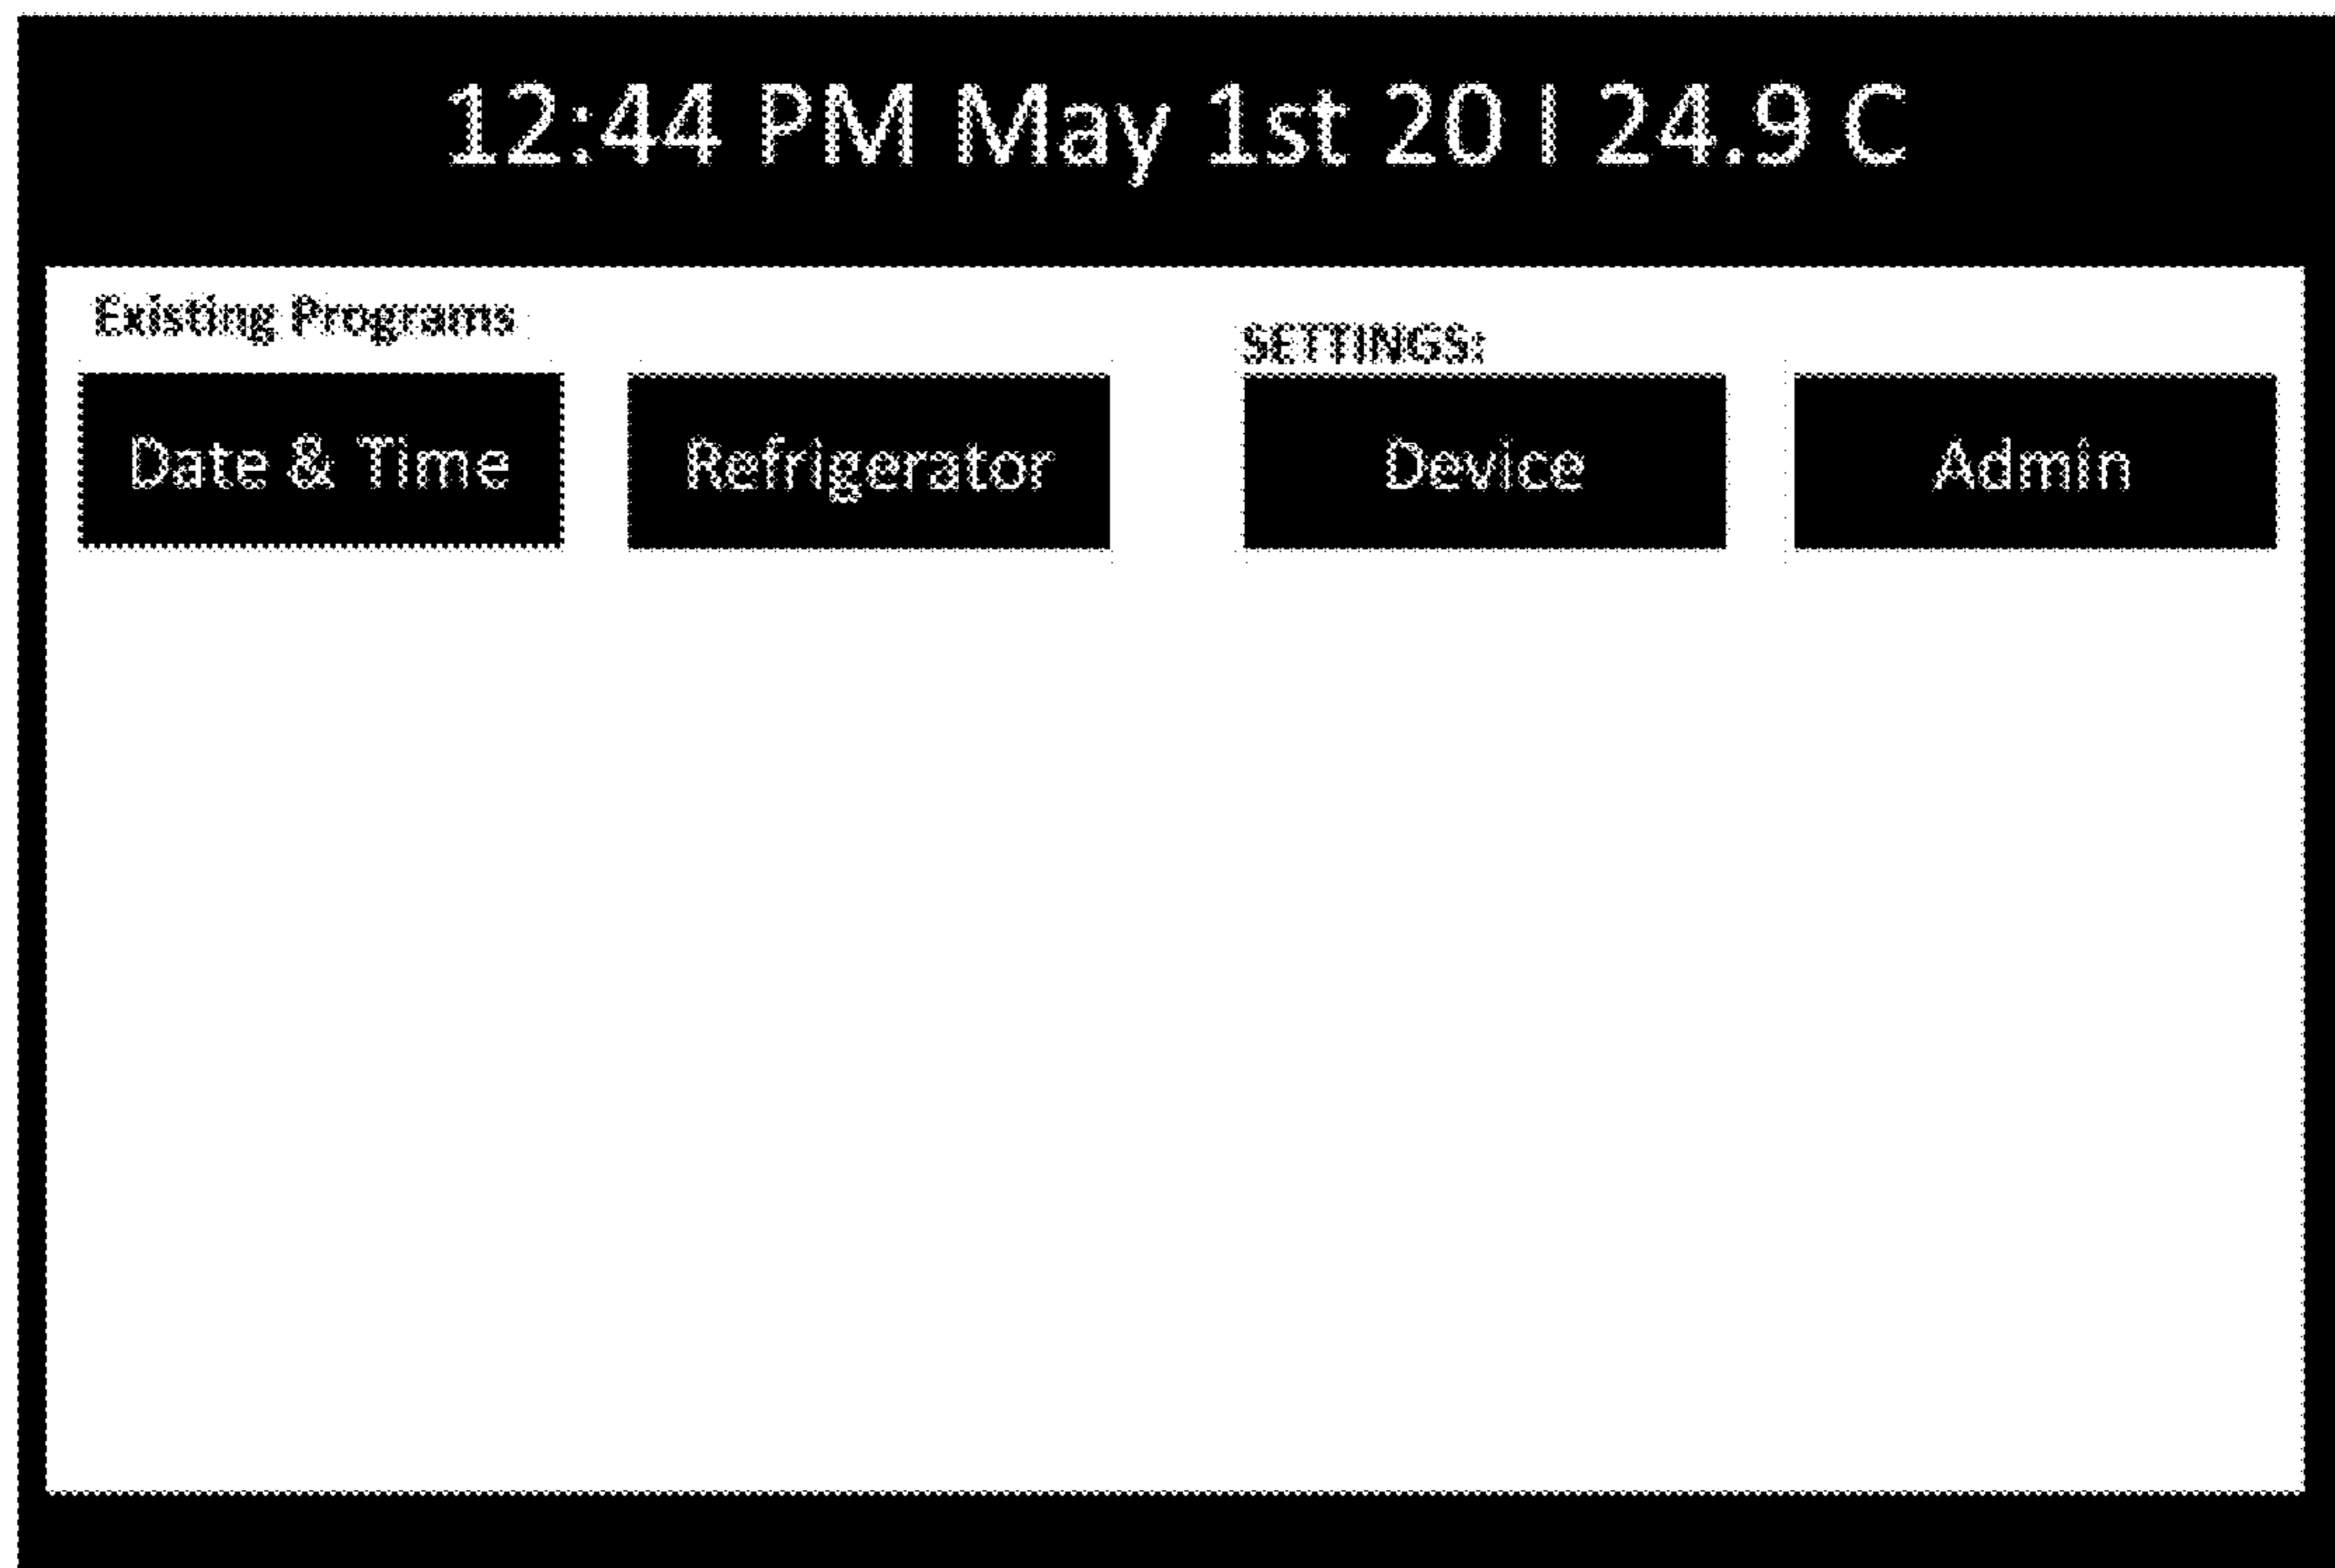 12:44 PM May 1st 20 I 24.9 C
Existing Programs
SETTINGS:
Date & Time
Refrigerator
Device
Admin